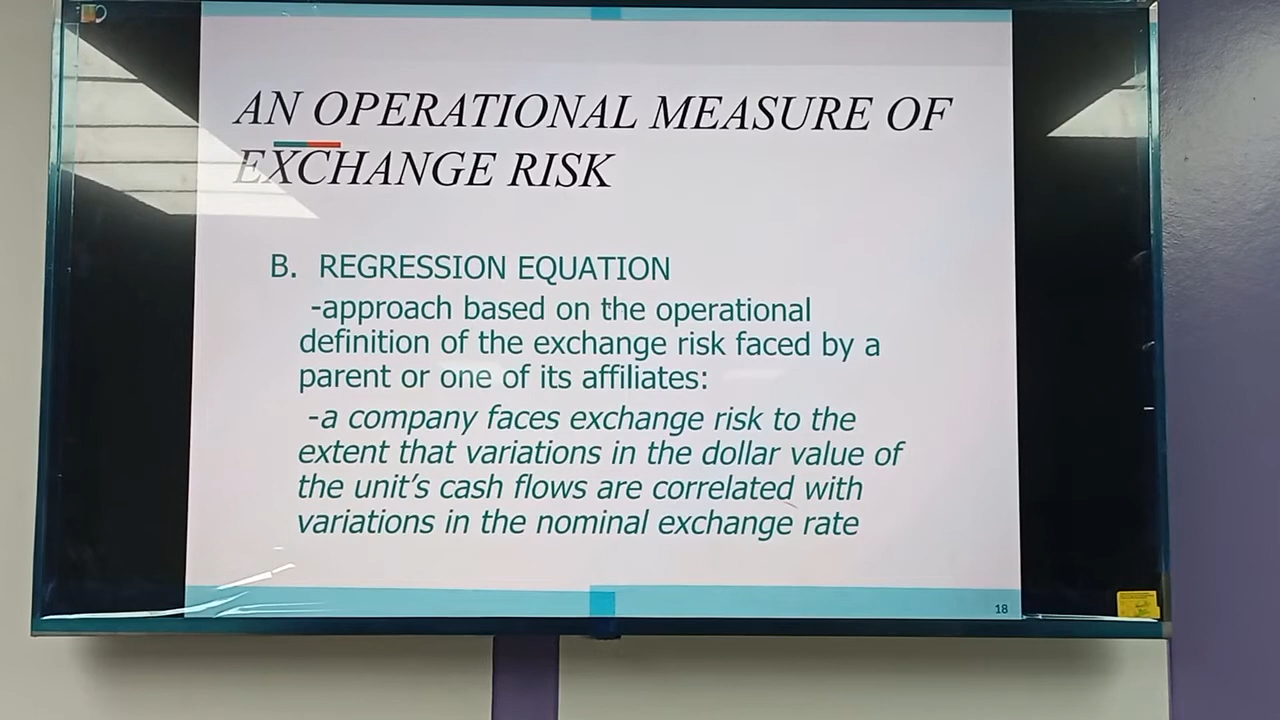 AN OPERATIONAL MEASURE OF
EXCHANGE RISK
B. REGRESSION EQUATION
-approach based on the operational
definition of the exchange risk faced by a
parent or one of its affiliates:
-a company faces exchange risk to the
extent that variations in the dollar value of
the unit's cash flows are correlated with
variations in the nominal exchange rate
18